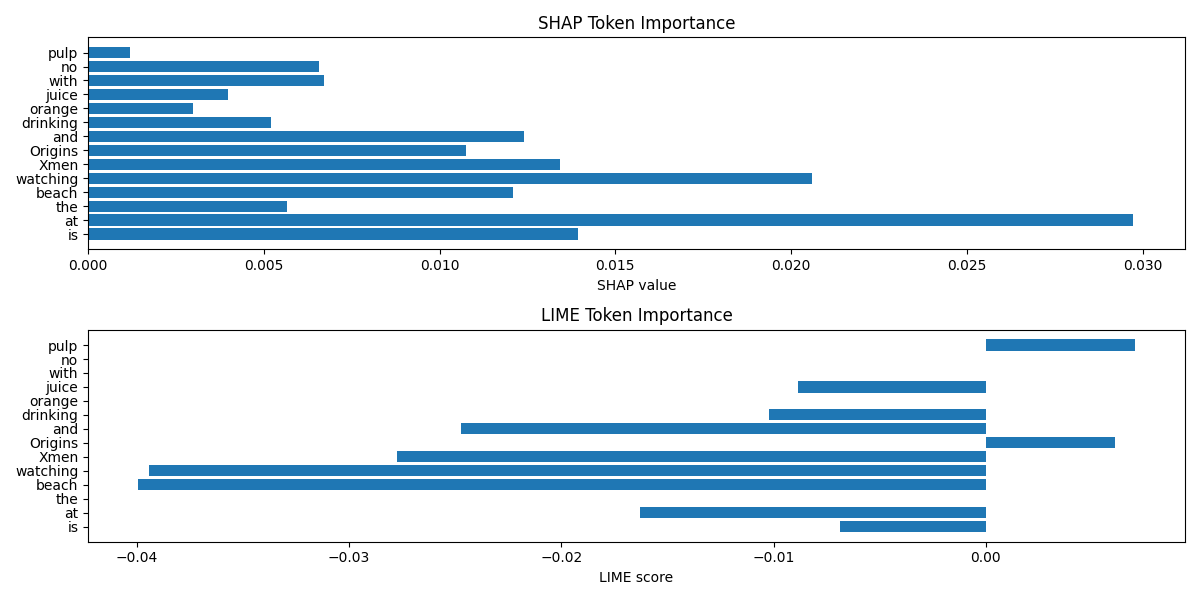 SHAP Token Importance
pulp
no
with
juice
orange
drinking
and
Origins
Xmen
watching
beach
the
at
is
0.000 0.005 0.010 0.015 0.020 0.025 0.030
SHAP value
LIME Token Importance
pulp
no
with
juice
orange
drinking
and
Origins
Xmen
watching
beach
the
at
is
−0.04 −0.03 −0.02 −0.01 0.00
LIME score